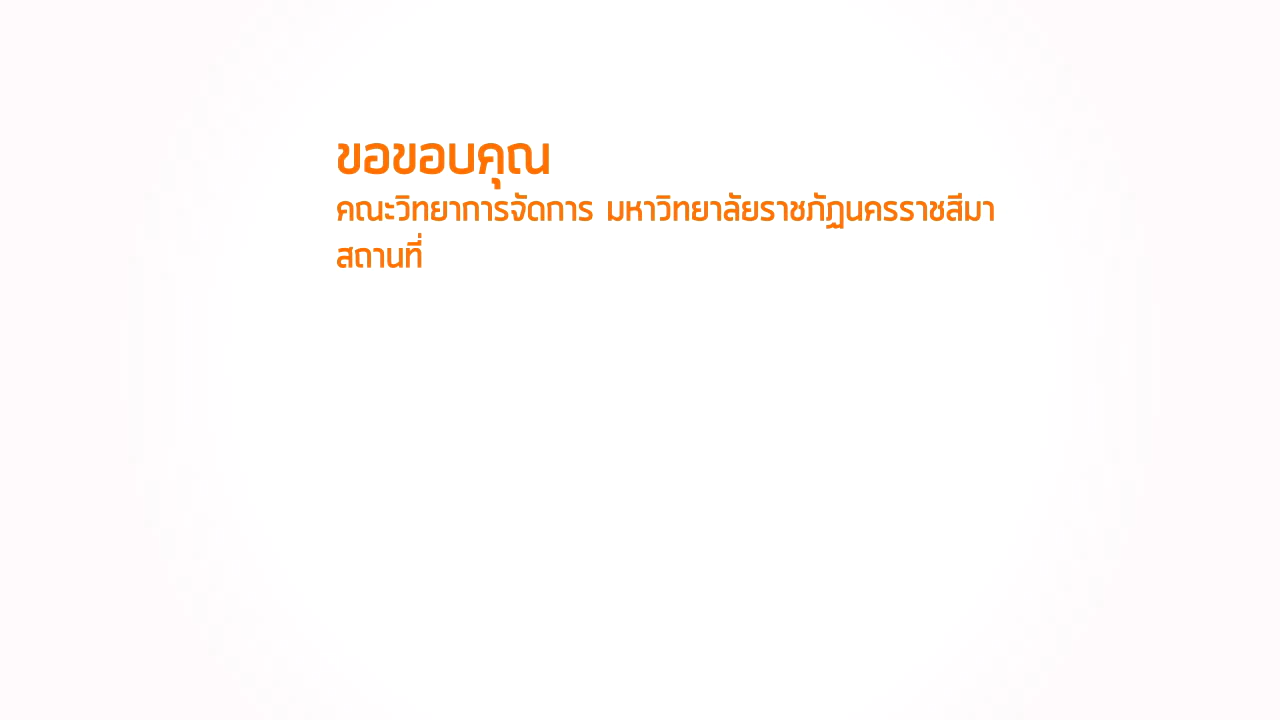 ขอขอบคุณ
คณะวิทยาการจัดการ มหาวิทยาลัยราชภัฏนครราชสีมา
สถานที่